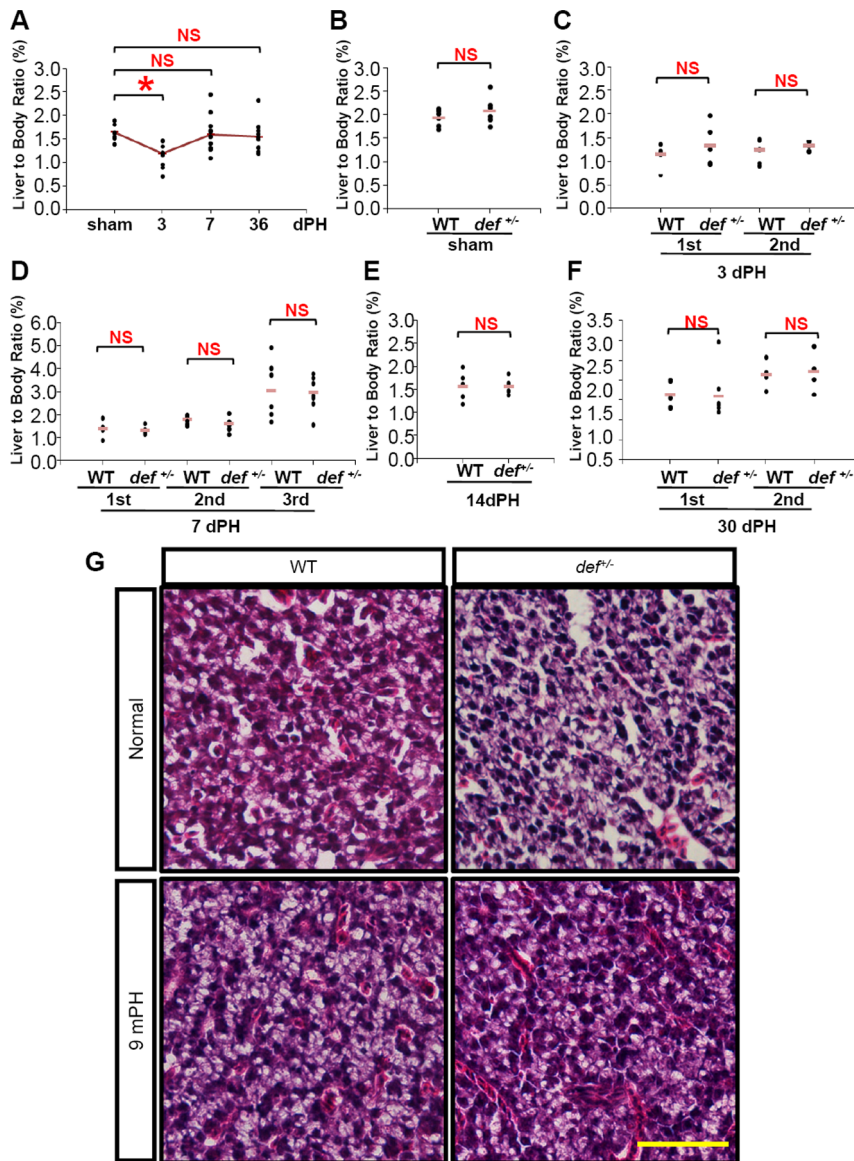 A
NS
NS
*
Liver to Body Ratio (%)
3.0
2.5
2.0
1.5
1.0
0.5
0.0
sham 3 7 36 dPH
B
NS
Liver to Body Ratio (%)
3.0
2.5
2.0
1.5
1.0
0.5
0.0
WT def +/-
sham
C
NS NS
Liver to Body Ratio (%)
3.0
2.5
2.0
1.5
1.0
0.5
0.0
WT def +/- WT def +/-
1st 2nd
3 dPH
D
NS NS NS
Liver to Body Ratio (%)
6.0
5.0
4.0
3.0
2.0
1.0
0.0
WT def +/- WT def +/- WT def +/-
1st 2nd 3rd
7 dPH
E
NS
Liver to Body Ratio (%)
3.0
2.5
2.0
1.5
1.0
0.5
0.0
WT def+/-
14dPH
F
NS NS
Liver to Body Ratio (%)
3.5
3.0
2.5
2.0
1.5
2.0
0.5
WT def +/- WT def +/-
1st 2nd
30 dPH
G
WT def+/-
Normal
9 mPH